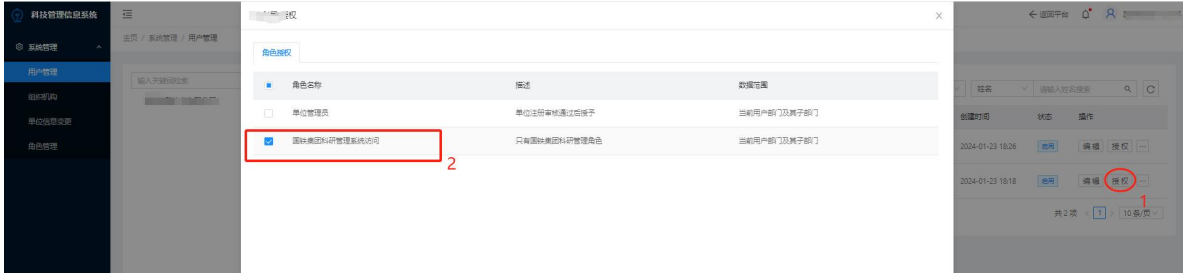 科技管理信息系统
返回平台
授权
主页 / 系统管理 / 用户管理
系统管理
角色授权
用户管理
输入关键词检索
角色名称 描述 数据范围
姓名 请输入姓名搜索
组织机构
单位管理员 单位注册审核通过后授予 当前用户部门及其子部门
创建时间 状态 操作
单位信息变更
国铁集团科研管理系统访问 只有国铁集团科研管理角色 当前用户部门及其子部门
2024-01-23 18:26 启用 编辑 授权
角色管理
2
2024-01-23 18:18 启用 编辑 授权
1
共 2 项 < 1 > 10 条/页